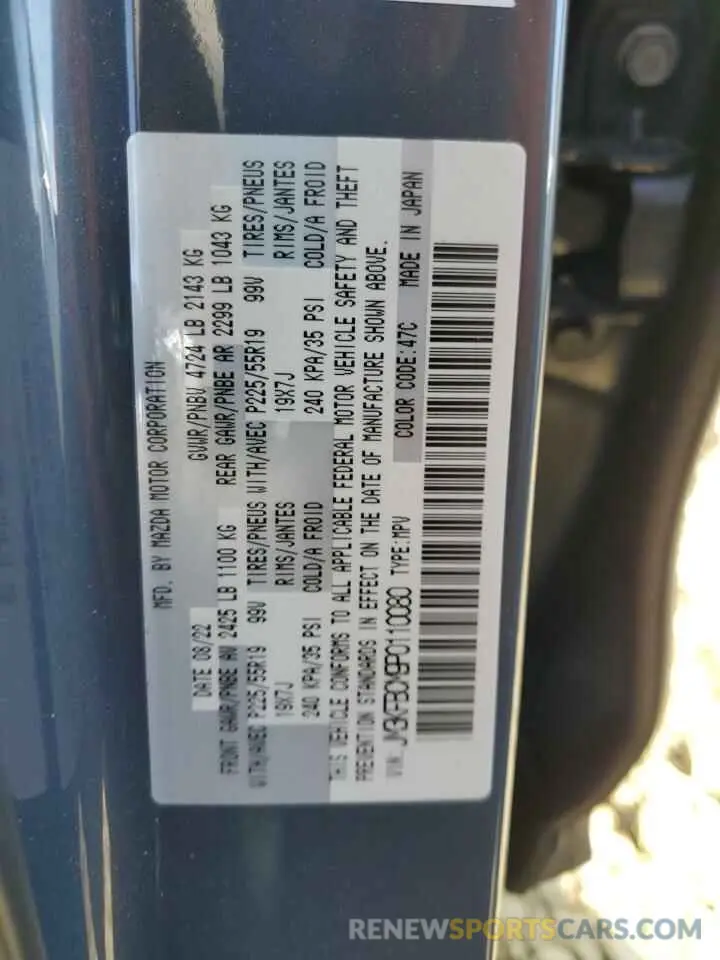 MFD. BY MAZDA MOTOR CORPORATION
DATE 08/22 GVWR/PNBV 4724 LB 2143 KG
FRONT GAWR/PNBE AV 2425 LB 1100 KG REAR GAWR/PNBE AR 2299 LB 1043 KG
WITH/AVEC P225/55R19 99V TIRES/PNEUS WITH/AVEC P225/55R19 99V TIRES/PNEUS
19X7J RIMS/JANTES 19X7J RIMS/JANTES
240 KPA/35 PSI COLD/A FROID 240 KPA/35 PSI COLD/A FROID
THIS VEHICLE CONFORMS TO ALL APPLICABLE FEDERAL MOTOR VEHICLE SAFETY AND THEFT
PREVENTION STANDARDS IN EFFECT ON THE DATE OF MANUFACTURE SHOWN ABOVE.
VIN JM3KFBCM9P0110080 TYPE:MPV COLOR CODE:47C MADE IN JAPAN
RENEWSPORTSCARS.COM